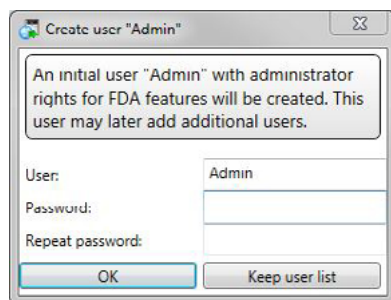 Create user "Admin"
An initial user "Admin" with administrator
rights for FDA features will be created. This
user may later add additional users.
User:
Admin
Password:
Repeat password:
OK
Keep user list